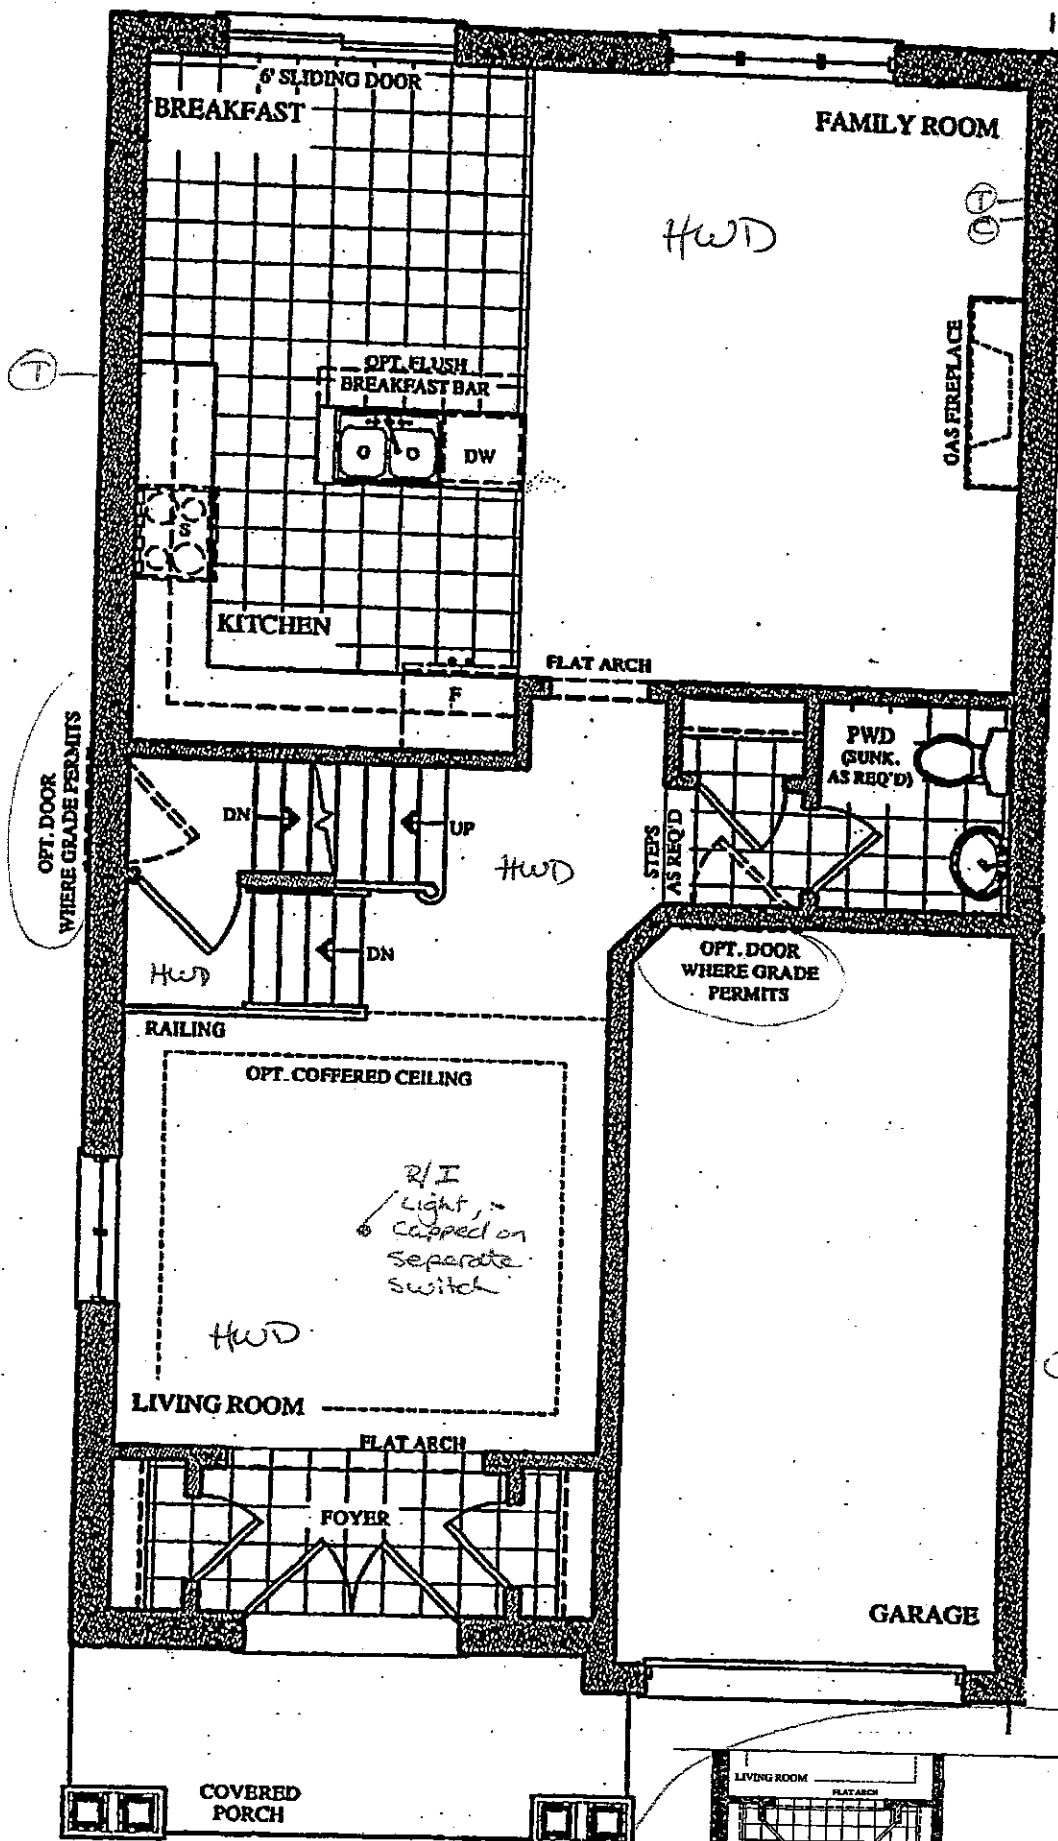 6' SLIDING DOOR
BREAKFAST
FAMILY ROOM
HWD
T
C
T
OPT. FLUSH
BREAKFAST BAR
DW
GAS FIREPLACE
S
KITCHEN
FLAT ARCH
F
OPT. DOOR
WHERE GRADE PERMITS
PWD
(SUNK.
AS REQ'D)
DN
UP
STEPS
AS REQ'D
HWD
DN
HWD
OPT. DOOR
WHERE GRADE
PERMITS
RAILING
OPT. COFFERED CEILING
R/I
Light,
Capped on
Separate
Switch
HWD
LIVING ROOM
FLAT ARCH
FOYER
GARAGE
COVERED
PORCH
LIVING ROOM
FLAT ARCH